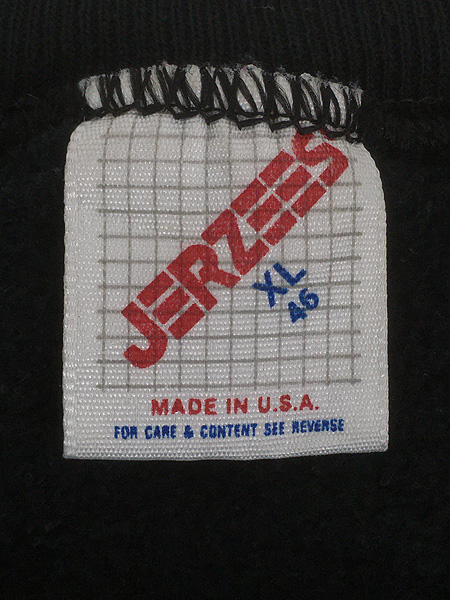 JERZEES
XL
46
MADE IN U.S.A.
FOR CARE & CONTENT SEE REVERSE